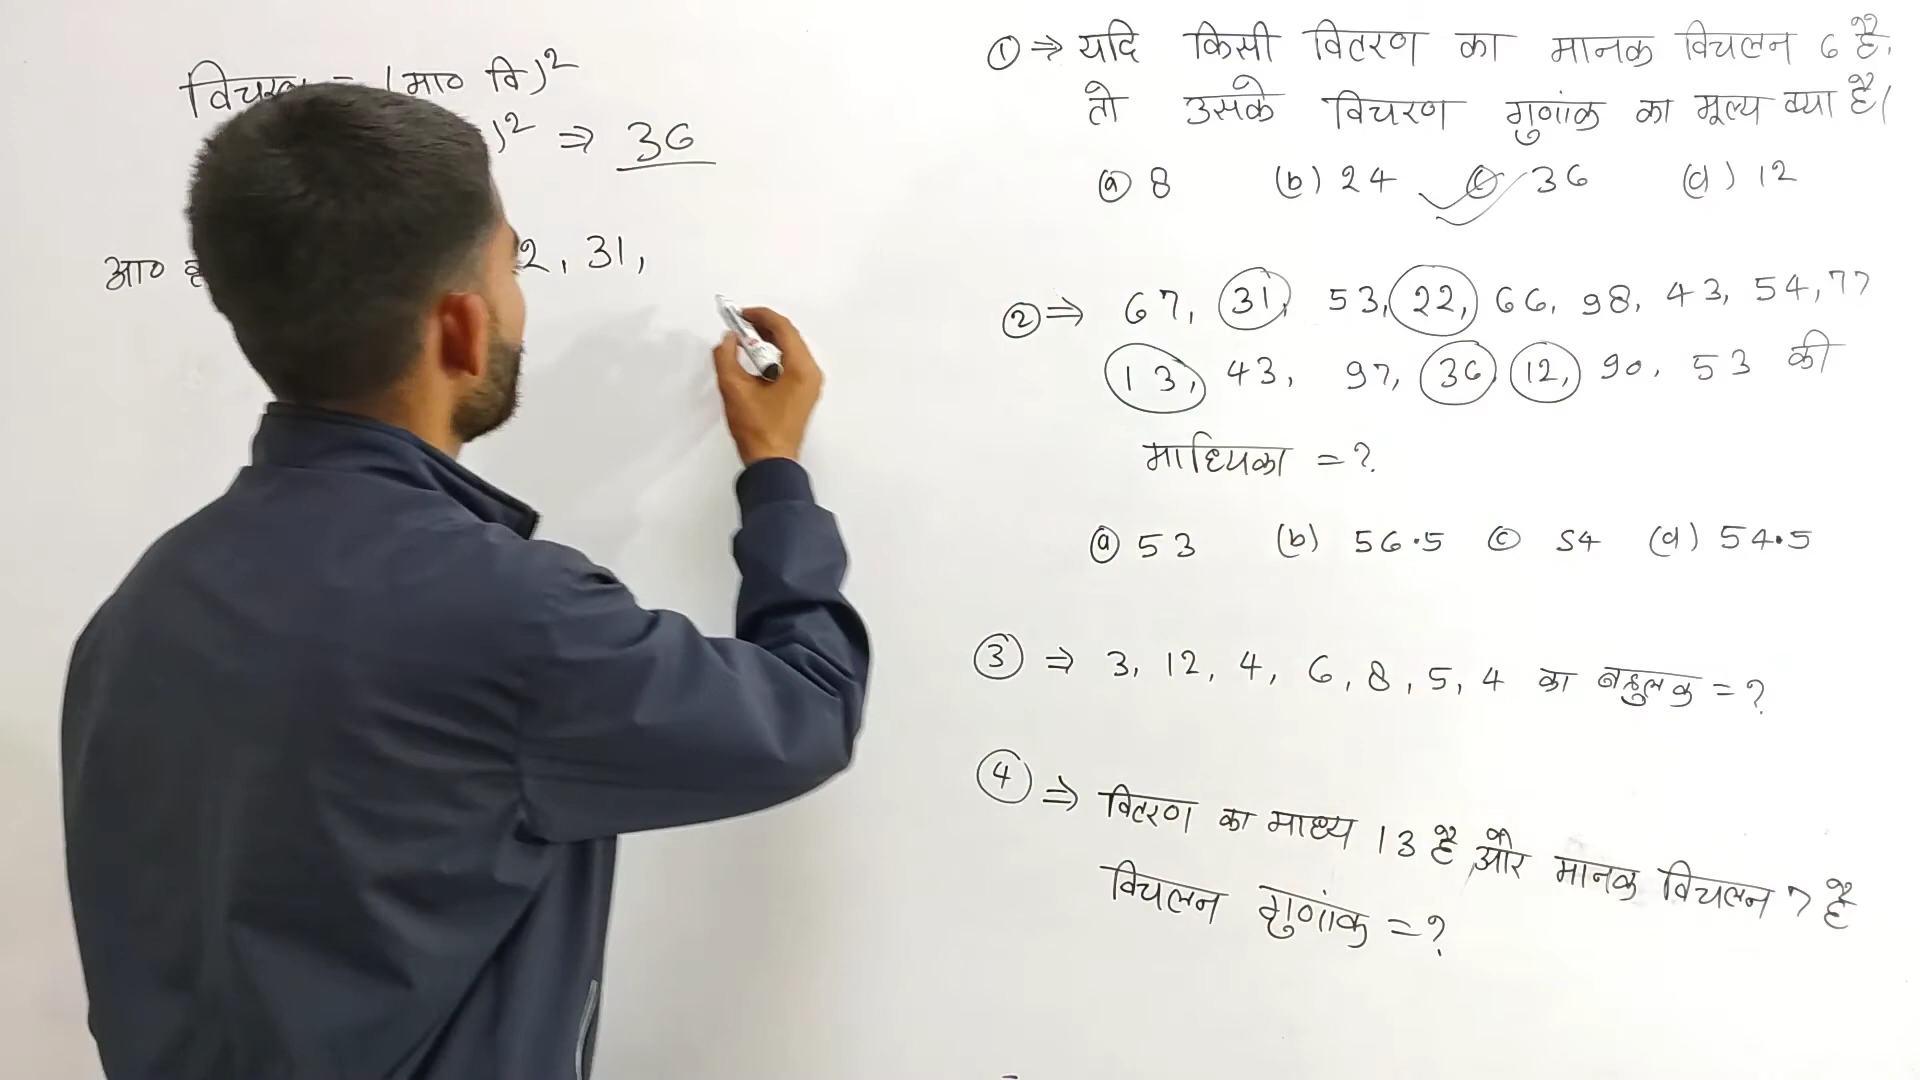 = (मा० वि)²
)² ⇒ 36
आ०
2, 31,
① ⇒ यदि किसी वितरण का मानक विचलन 6 है,
तो उसके विचरण गुणांक का मूल्य क्या है।
(a) 8 (b) 24 (c) 36 (d) 12
② ⇒ 67, 31, 53, 22, 66, 98, 43, 54, 77
13, 43, 97, 36 12, 90, 53 की
माध्यिका = ?
(a) 53 (b) 56.5 (c) 54 (d) 54.5
③ ⇒ 3, 12, 4, 6, 8, 5, 4 का बहुलक = ?
④ ⇒ वितरण का माध्य 13 है और मानक विचलन 7 है
विचलन गुणांक = ?